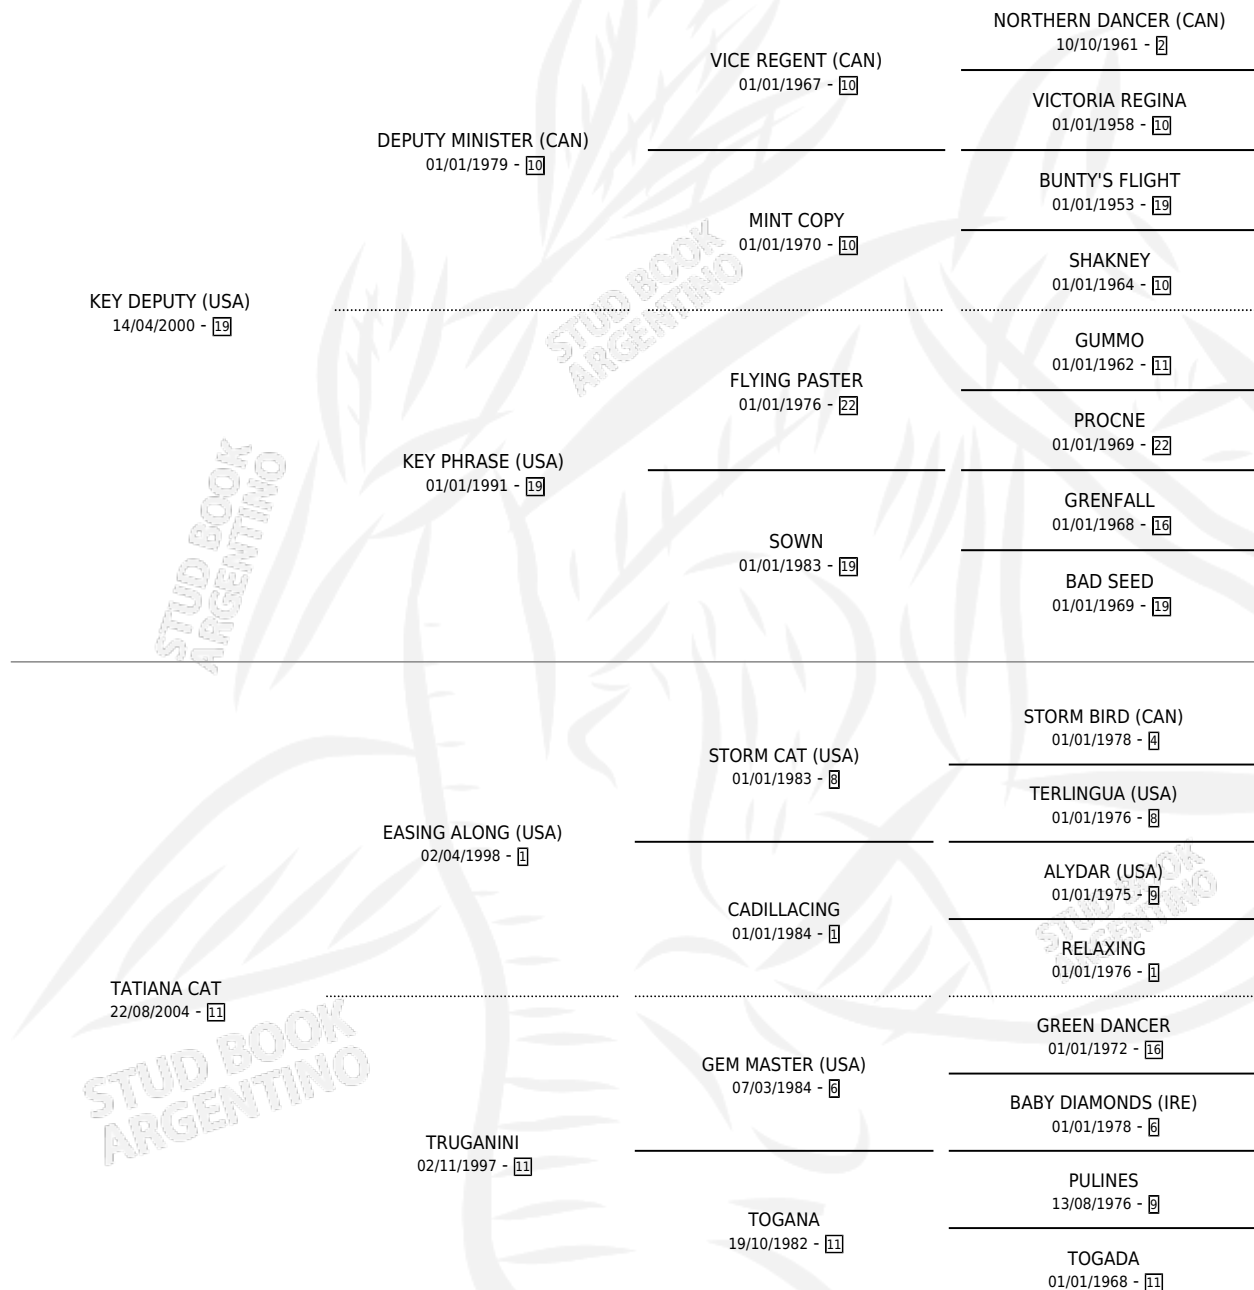 NORTHERN DANCER (CAN)
10/10/1961 - 2
VICE REGENT (CAN)
01/01/1967 - 10
VICTORIA REGINA
01/01/1958 - 10
DEPUTY MINISTER (CAN)
01/01/1979 - 10
BUNTY'S FLIGHT
01/01/1953 - 19
MINT COPY
01/01/1970 - 10
SHAKNEY
01/01/1964 - 10
KEY DEPUTY (USA)
14/04/2000 - 19
GUMMO
01/01/1962 - 11
FLYING PASTER
01/01/1976 - 22
PROCNE
01/01/1969 - 22
KEY PHRASE (USA)
01/01/1991 - 19
GRENFALL
01/01/1968 - 16
SOWN
01/01/1983 - 19
BAD SEED
01/01/1969 - 19
STORM BIRD (CAN)
01/01/1978 - 4
STORM CAT (USA)
01/01/1983 - 8
TERLINGUA (USA)
01/01/1976 - 8
EASING ALONG (USA)
02/04/1998 - 1
ALYDAR (USA)
01/01/1975 - 9
CADILLACING
01/01/1984 - 1
RELAXING
01/01/1976 - 1
TATIANA CAT
22/08/2004 - 11
GREEN DANCER
01/01/1972 - 16
GEM MASTER (USA)
07/03/1984 - 6
BABY DIAMONDS (IRE)
01/01/1978 - 6
TRUGANINI
02/11/1997 - 11
PULINES
13/08/1976 - 9
TOGANA
19/10/1982 - 11
TOGADA
01/01/1968 - 11
STUD BOOK
ARGENTINO
STUD BOOK
ARGENTINO
STUD BOOK
ARGENTINO
STUD BOOK
ARGENTINO